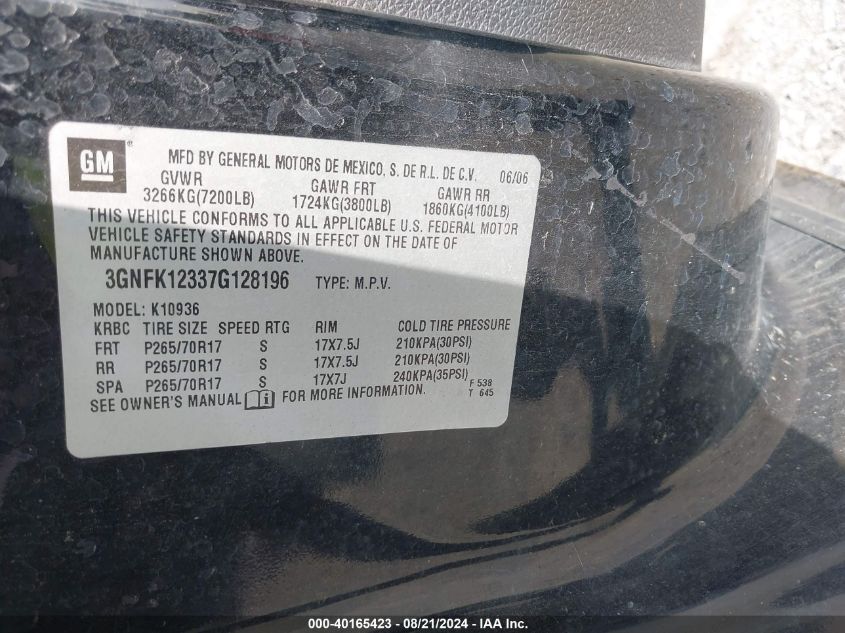 GM
MFD BY GENERAL MOTORS DE MEXICO, S. DE R.L. DE C.V. 06/06
GVWR GAWR FRT GAWR RR
3266KG(7200LB) 1724KG(3800LB) 1860KG(4100LB)
THIS VEHICLE CONFORMS TO ALL APPLICABLE U.S. FEDERAL MOTOR
VEHICLE SAFETY STANDARDS IN EFFECT ON THE DATE OF
MANUFACTURE SHOWN ABOVE.
3GNFK12337G128196 TYPE: M.P.V.
MODEL: K10936
KRBC TIRE SIZE SPEED RTG RIM COLD TIRE PRESSURE
FRT P265/70R17 S 17X7.5J 210KPA(30PSI)
RR P265/70R17 S 17X7.5J 210KPA(30PSI)
SPA P265/70R17 S 17X7J 240KPA(35PSI)
SEE OWNER'S MANUAL FOR MORE INFORMATION. F 538
T 645
000-40165423 - 08/21/2024 - IAAI Inc.